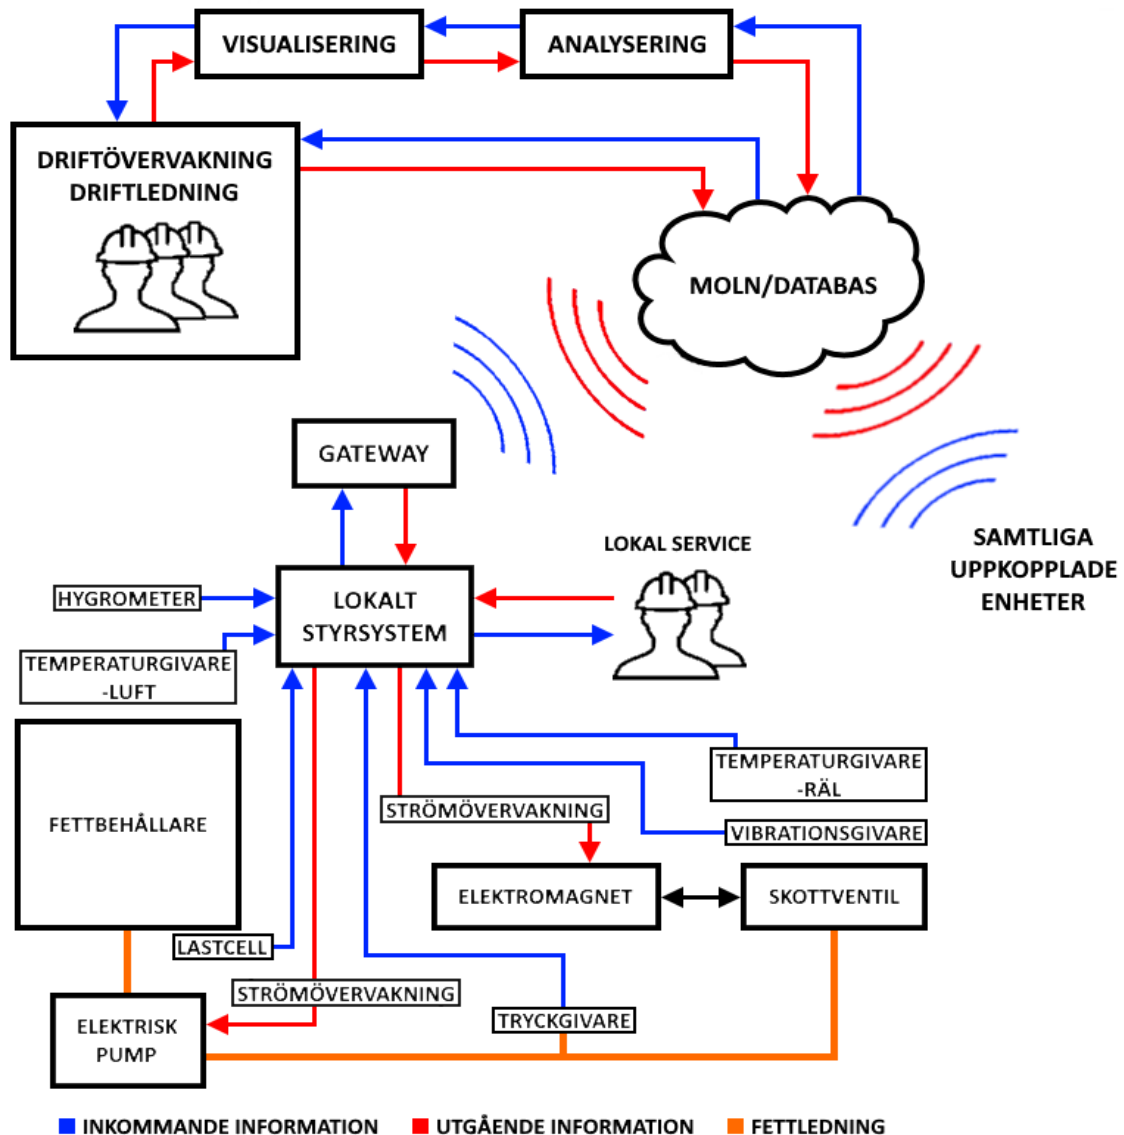 VISUALISERING
ANALYSERING
DRIFTÖVERVAKNING
DRIFTLEDNING
MOLN/DATABAS
GATEWAY
SAMTLIGA
UPPKOPPLADE
ENHETER
LOKAL SERVICE
HYGROMETER
LOKALT
STYRSYSTEM
TEMPERATURGIVARE
-LUFT
TEMPERATURGIVARE
-RÄL
FETTBEHÅLLARE
STRÖMÖVERVAKNING
VIBRATIONSGIVARE
ELEKTROMAGNET
SKOTTVENTIL
LASTCELL
STRÖMÖVERVAKNING
TRYCKGIVARE
ELEKTRISK
PUMP
INKOMMANDE INFORMATION
UTGÅENDE INFORMATION
FETTLEDNING